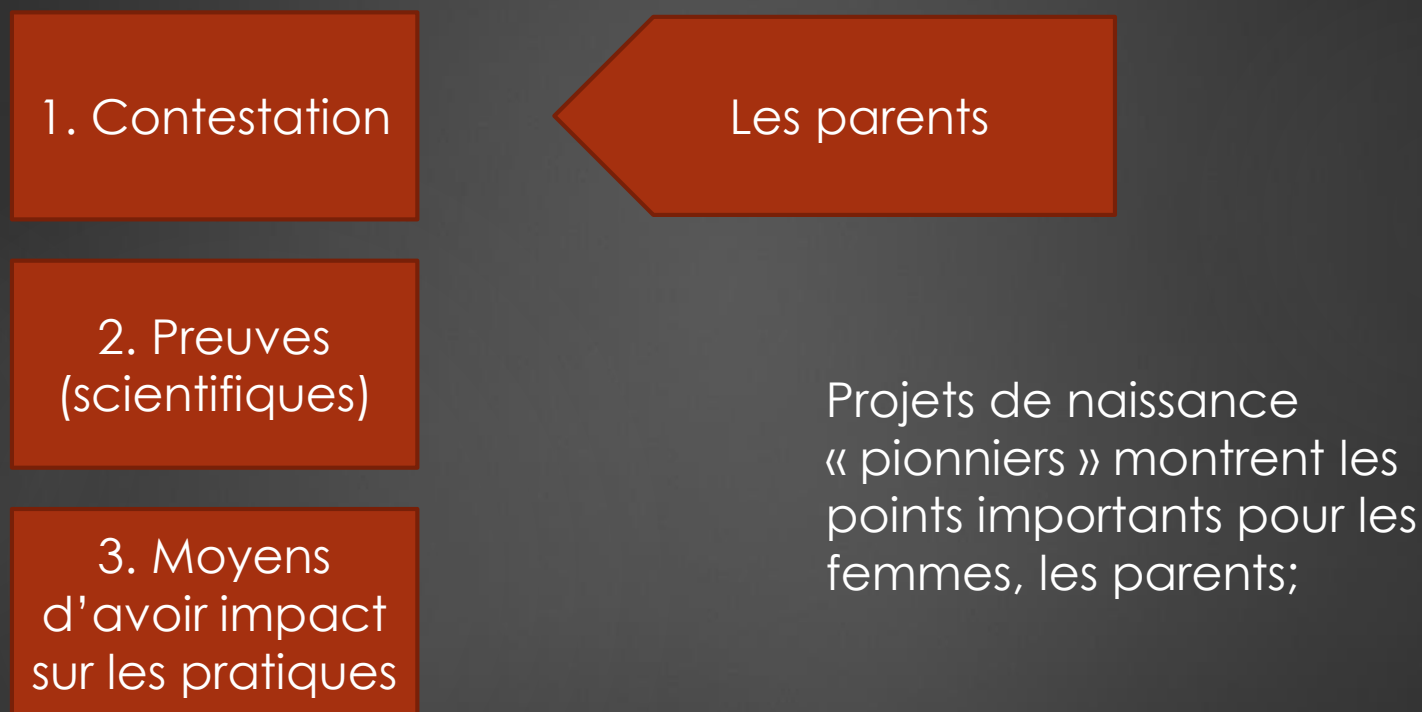 1. Contestation
Les parents
2. Preuves
(scientifiques)
Projets de naissance
« pionniers » montrent les
points importants pour les
femmes, les parents;
3. Moyens
d’avoir impact
sur les pratiques